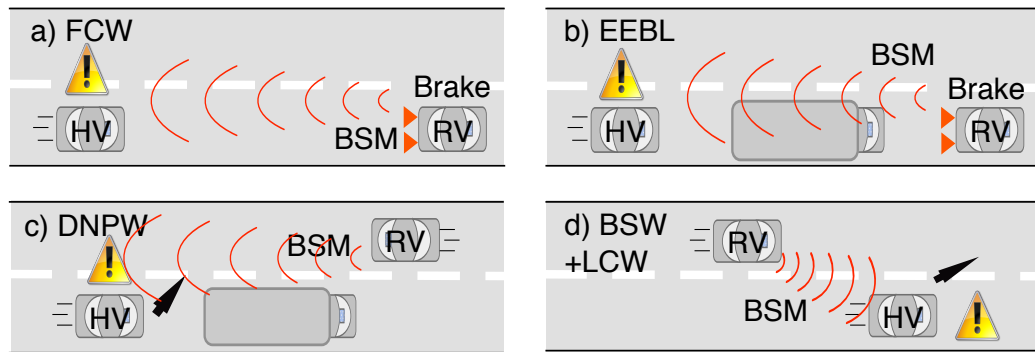 a) FCW
Brake
HV
BSM
RV
b) EEBL
BSM
Brake
HV
RV
c) DNPW
BSM
RV
HV
d) BSW
+LCW
RV
BSM
HV